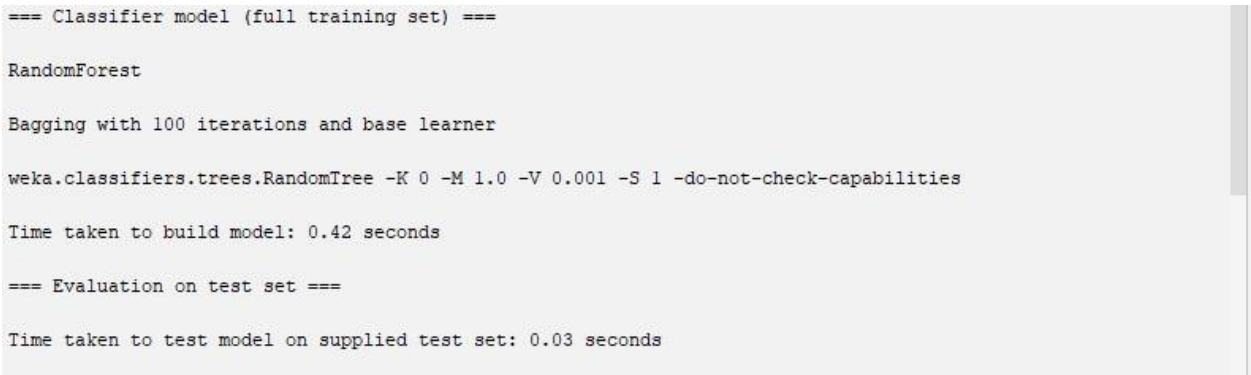 === Classifier model (full training set) ===
RandomForest
Bagging with 100 iterations and base learner
weka.classifiers.trees.RandomTree -K 0 -M 1.0 -V 0.001 -S 1 -do-not-check-capabilities
Time taken to build model: 0.42 seconds
=== Evaluation on test set ===
Time taken to test model on supplied test set: 0.03 seconds